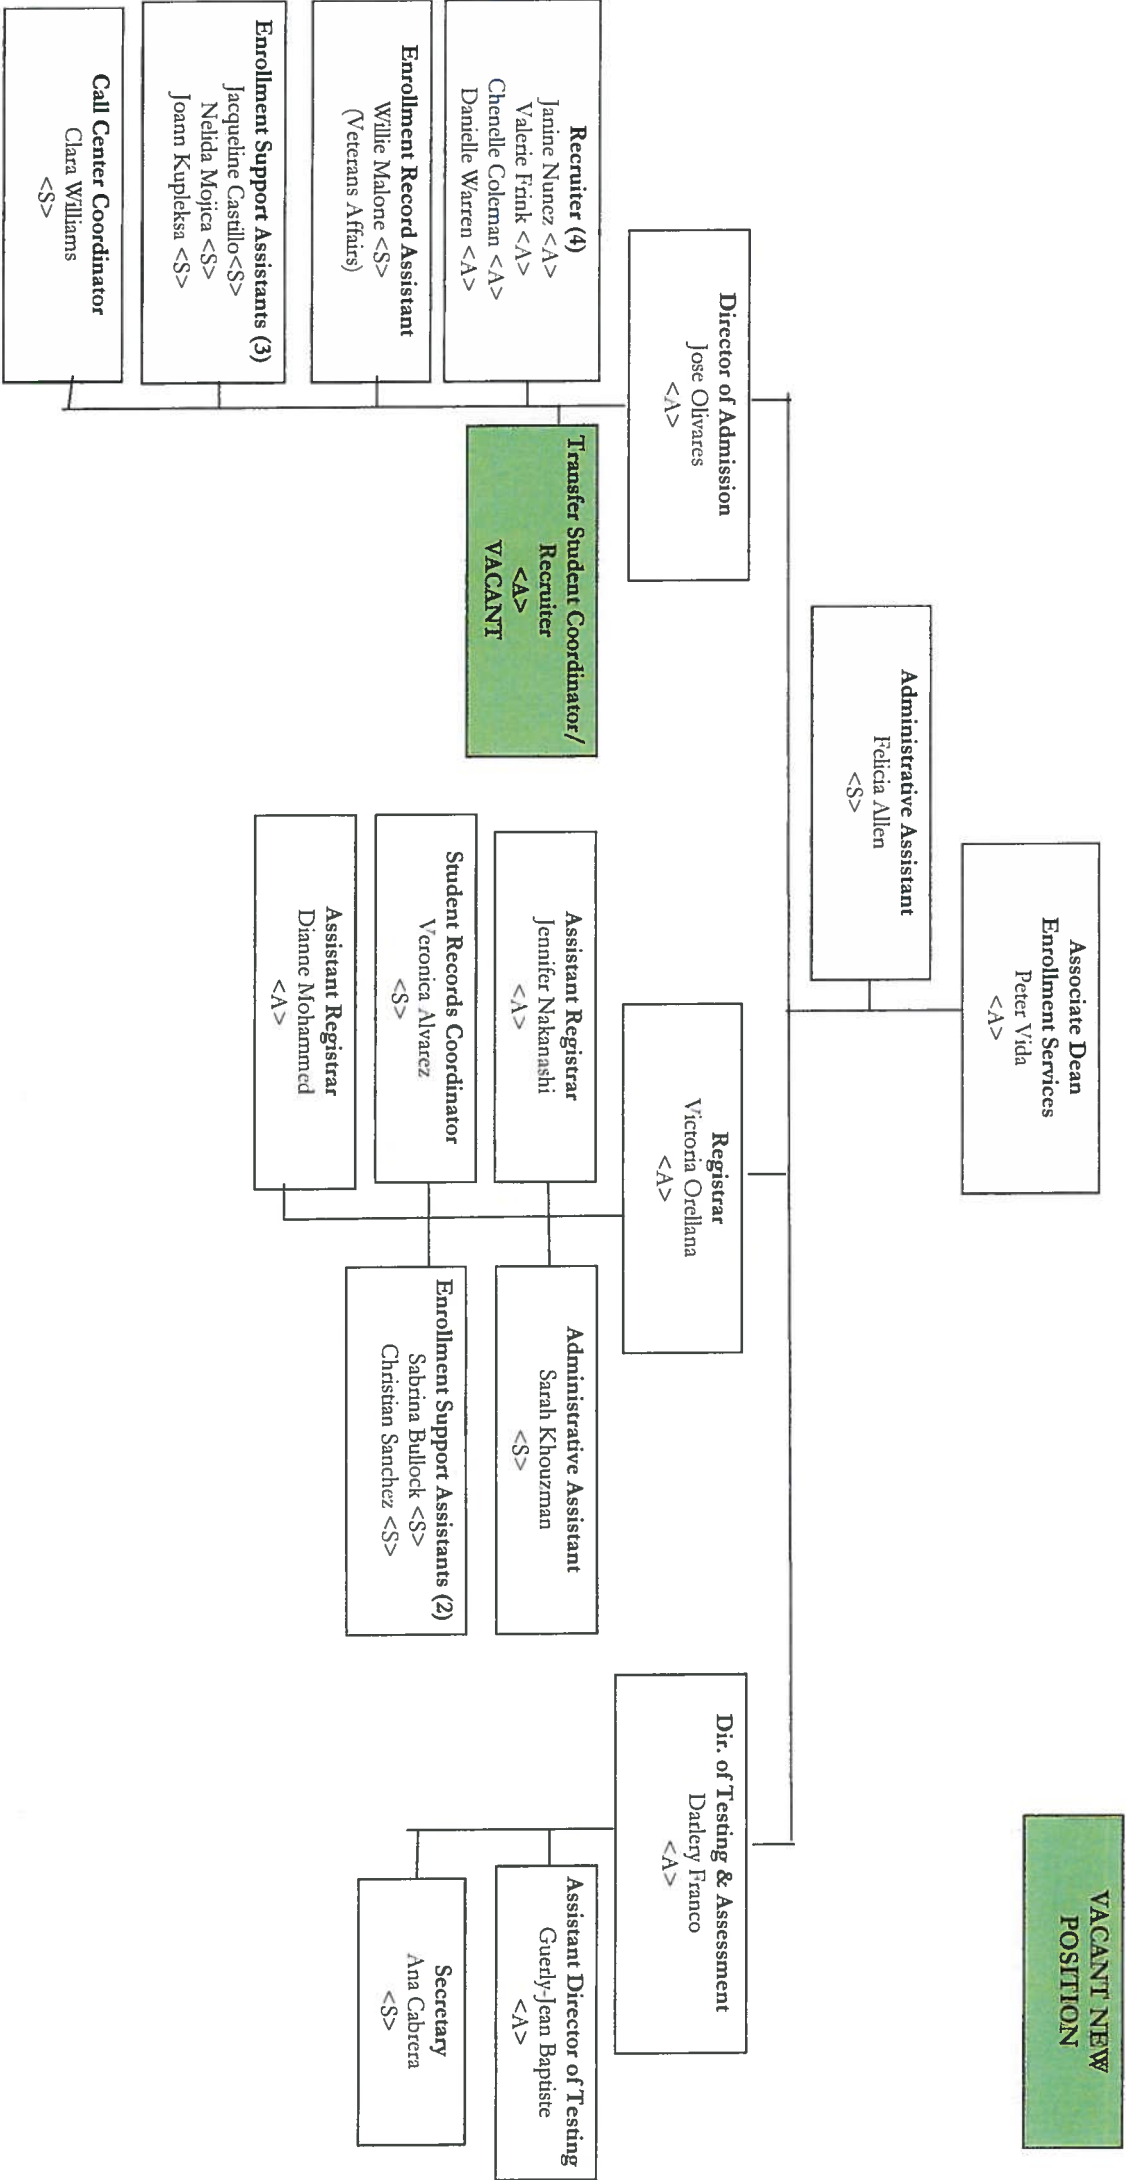 VACANT NEW
POSITION
Associate Dean
Enrollment Services
Peter Vida
<A>
Administrative Assistant
Felicia Allen
<S>
Director of Admission
Jose Olivares
<A>
Recruiter (4)
Janine Nunez <A>
Valerie Frink <A>
Chenelle Coleman <A>
Danielle Warren <A>
Enrollment Record Assistant
Willie Malone <S>
(Veterans Affairs)
Enrollment Support Assistants (3)
Jacqueline Castillo<S>
Nelida Mojica <S>
Joann Kupleksa <S>
Call Center Coordinator
Clara Williams
<S>
Transfer Student Coordinator/
Recruiter
<A>
VACANT
Registrar
Victoria Orellana
<A>
Assistant Registrar
Jennifer Nakanashi
<A>
Student Records Coordinator
Veronica Alvarez
<S>
Assistant Registrar
Dianne Mohammed
<A>
Administrative Assistant
Sarah Khouzman
<S>
Enrollment Support Assistants (2)
Sabrina Bullock <S>
Christian Sanchez <S>
Dir. of Testing & Assessment
Darlery Franco
<A>
Assistant Director of Testing
Guerly-Jean Baptiste
<A>
Secretary
Ana Cabrera
<S>